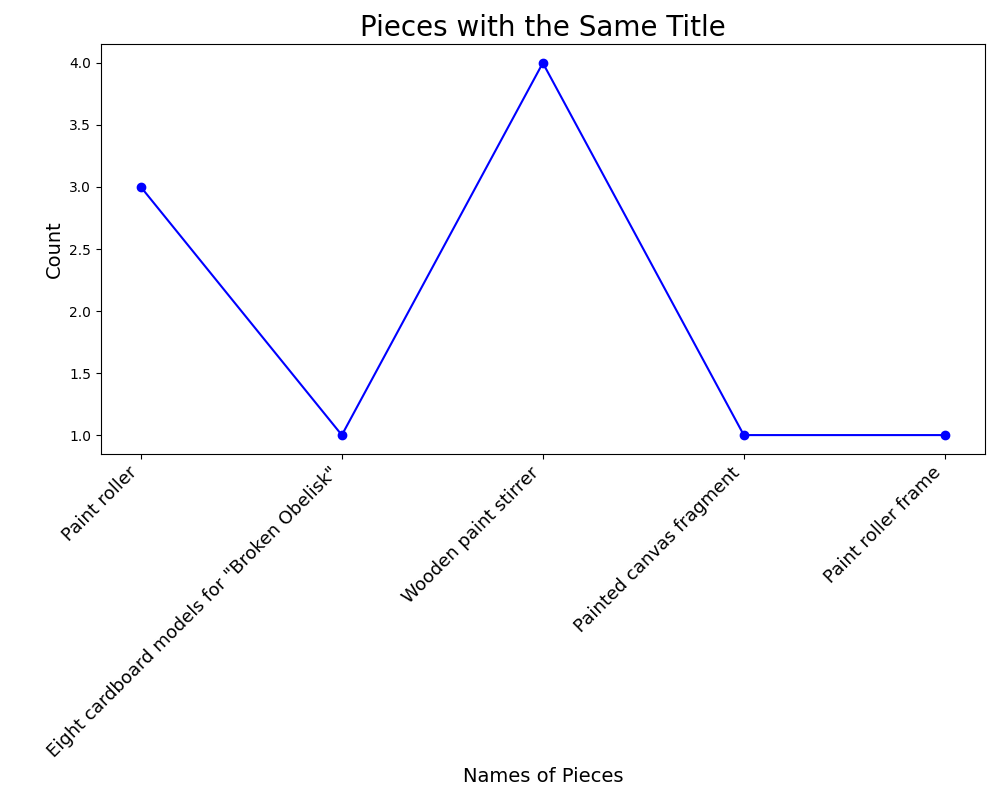 Pieces with the Same Title
Count
4.0
3.5
3.0
2.5
2.0
1.5
1.0
Paint roller
Eight cardboard models for "Broken Obelisk"
Wooden paint stirrer
Painted canvas fragment
Paint roller frame
Names of Pieces